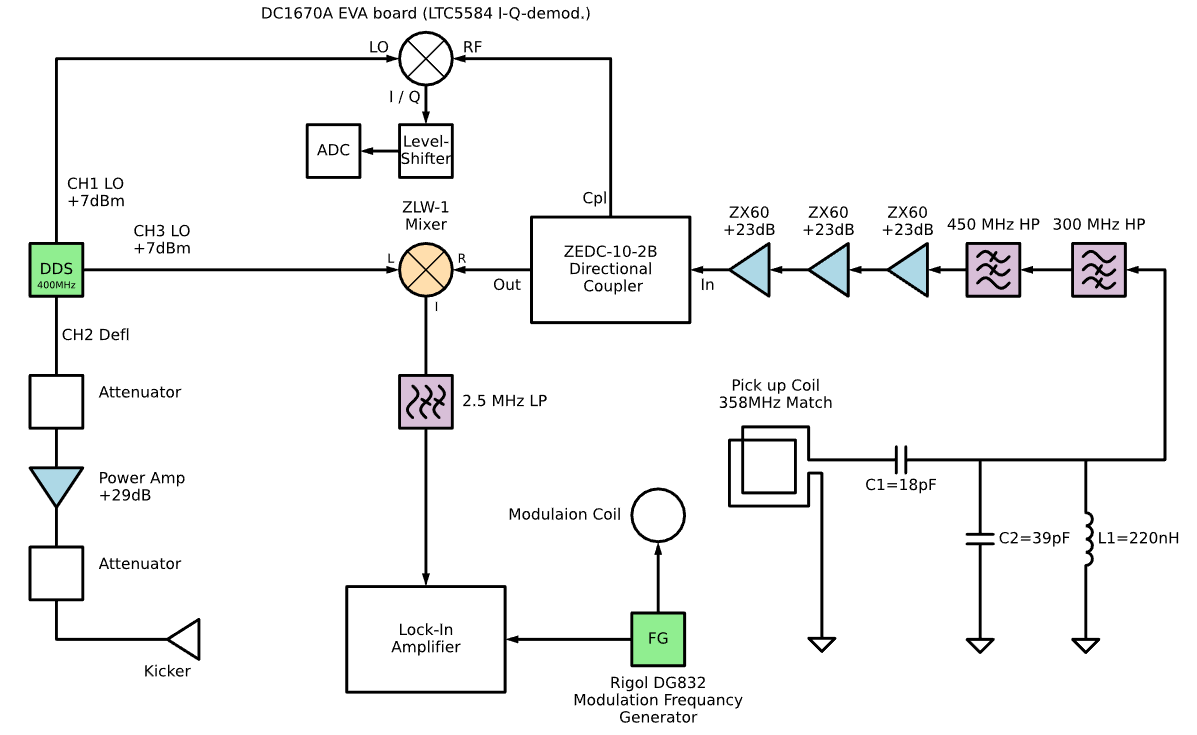 DC1670A EVA board (LTC5584 I-Q-demod.)
LO
RF
I / Q
ADC
Level-
Shifter
CH1 LO
+7dBm
Cpl
ZLW-1
Mixer
CH3 LO
+7dBm
L
R
I
DDS
400MHz
Out
ZEDC-10-2B
Directional
Coupler
In
ZX60
+23dB
ZX60
+23dB
ZX60
+23dB
450 MHz HP
300 MHz HP
CH2 Defl
Attenuator
2.5 MHz LP
Pick up Coil
358MHz Match
Power Amp
+29dB
C1=18pF
Modulaion Coil
C2=39pF
L1=220nH
Attenuator
Lock-In
Amplifier
FG
Kicker
Rigol DG832
Modulation Frequancy
Generator